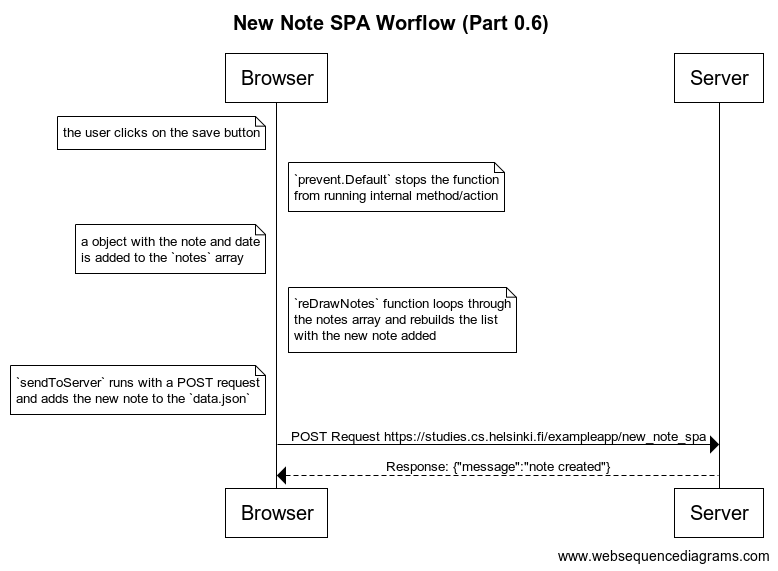 New Note SPA Worflow (Part 0.6)
Browser
Server
the user clicks on the save button
`prevent.Default` stops the function
from running internal method/action
a object with the note and date
is added to the `notes` array
`reDrawNotes` function loops through
the notes array and rebuilds the list
with the new note added
`sendToServer` runs with a POST request
and adds the new note to the `data.json`
POST Request https://studies.cs.helsinki.fi/exampleapp/new_note_spa
Response: {"message":"note created"}
Browser
Server
www.websequencediagrams.com